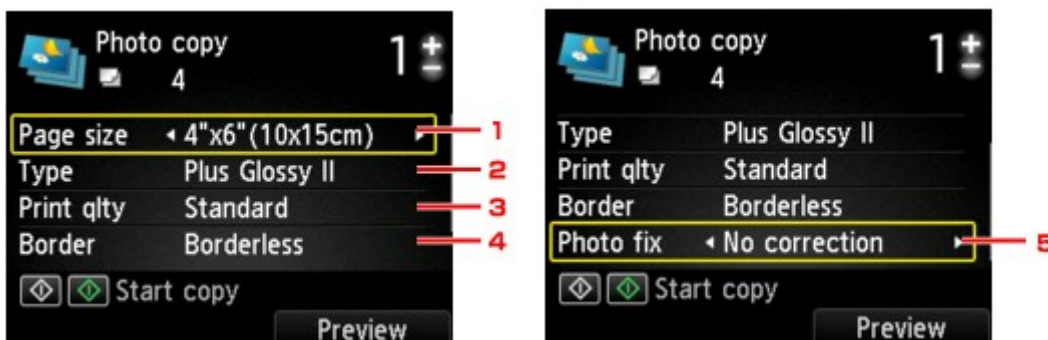 Photo copy
4
1 + -
Page size 4"x6"(10x15cm) 1
Type Plus Glossy II 2
Print qlty Standard 3
Border Borderless 4
Start copy
Preview
Photo copy
4
1 + -
Type Plus Glossy II
Print qlty Standard
Border Borderless
Photo fix No correction 5
Start copy
Preview